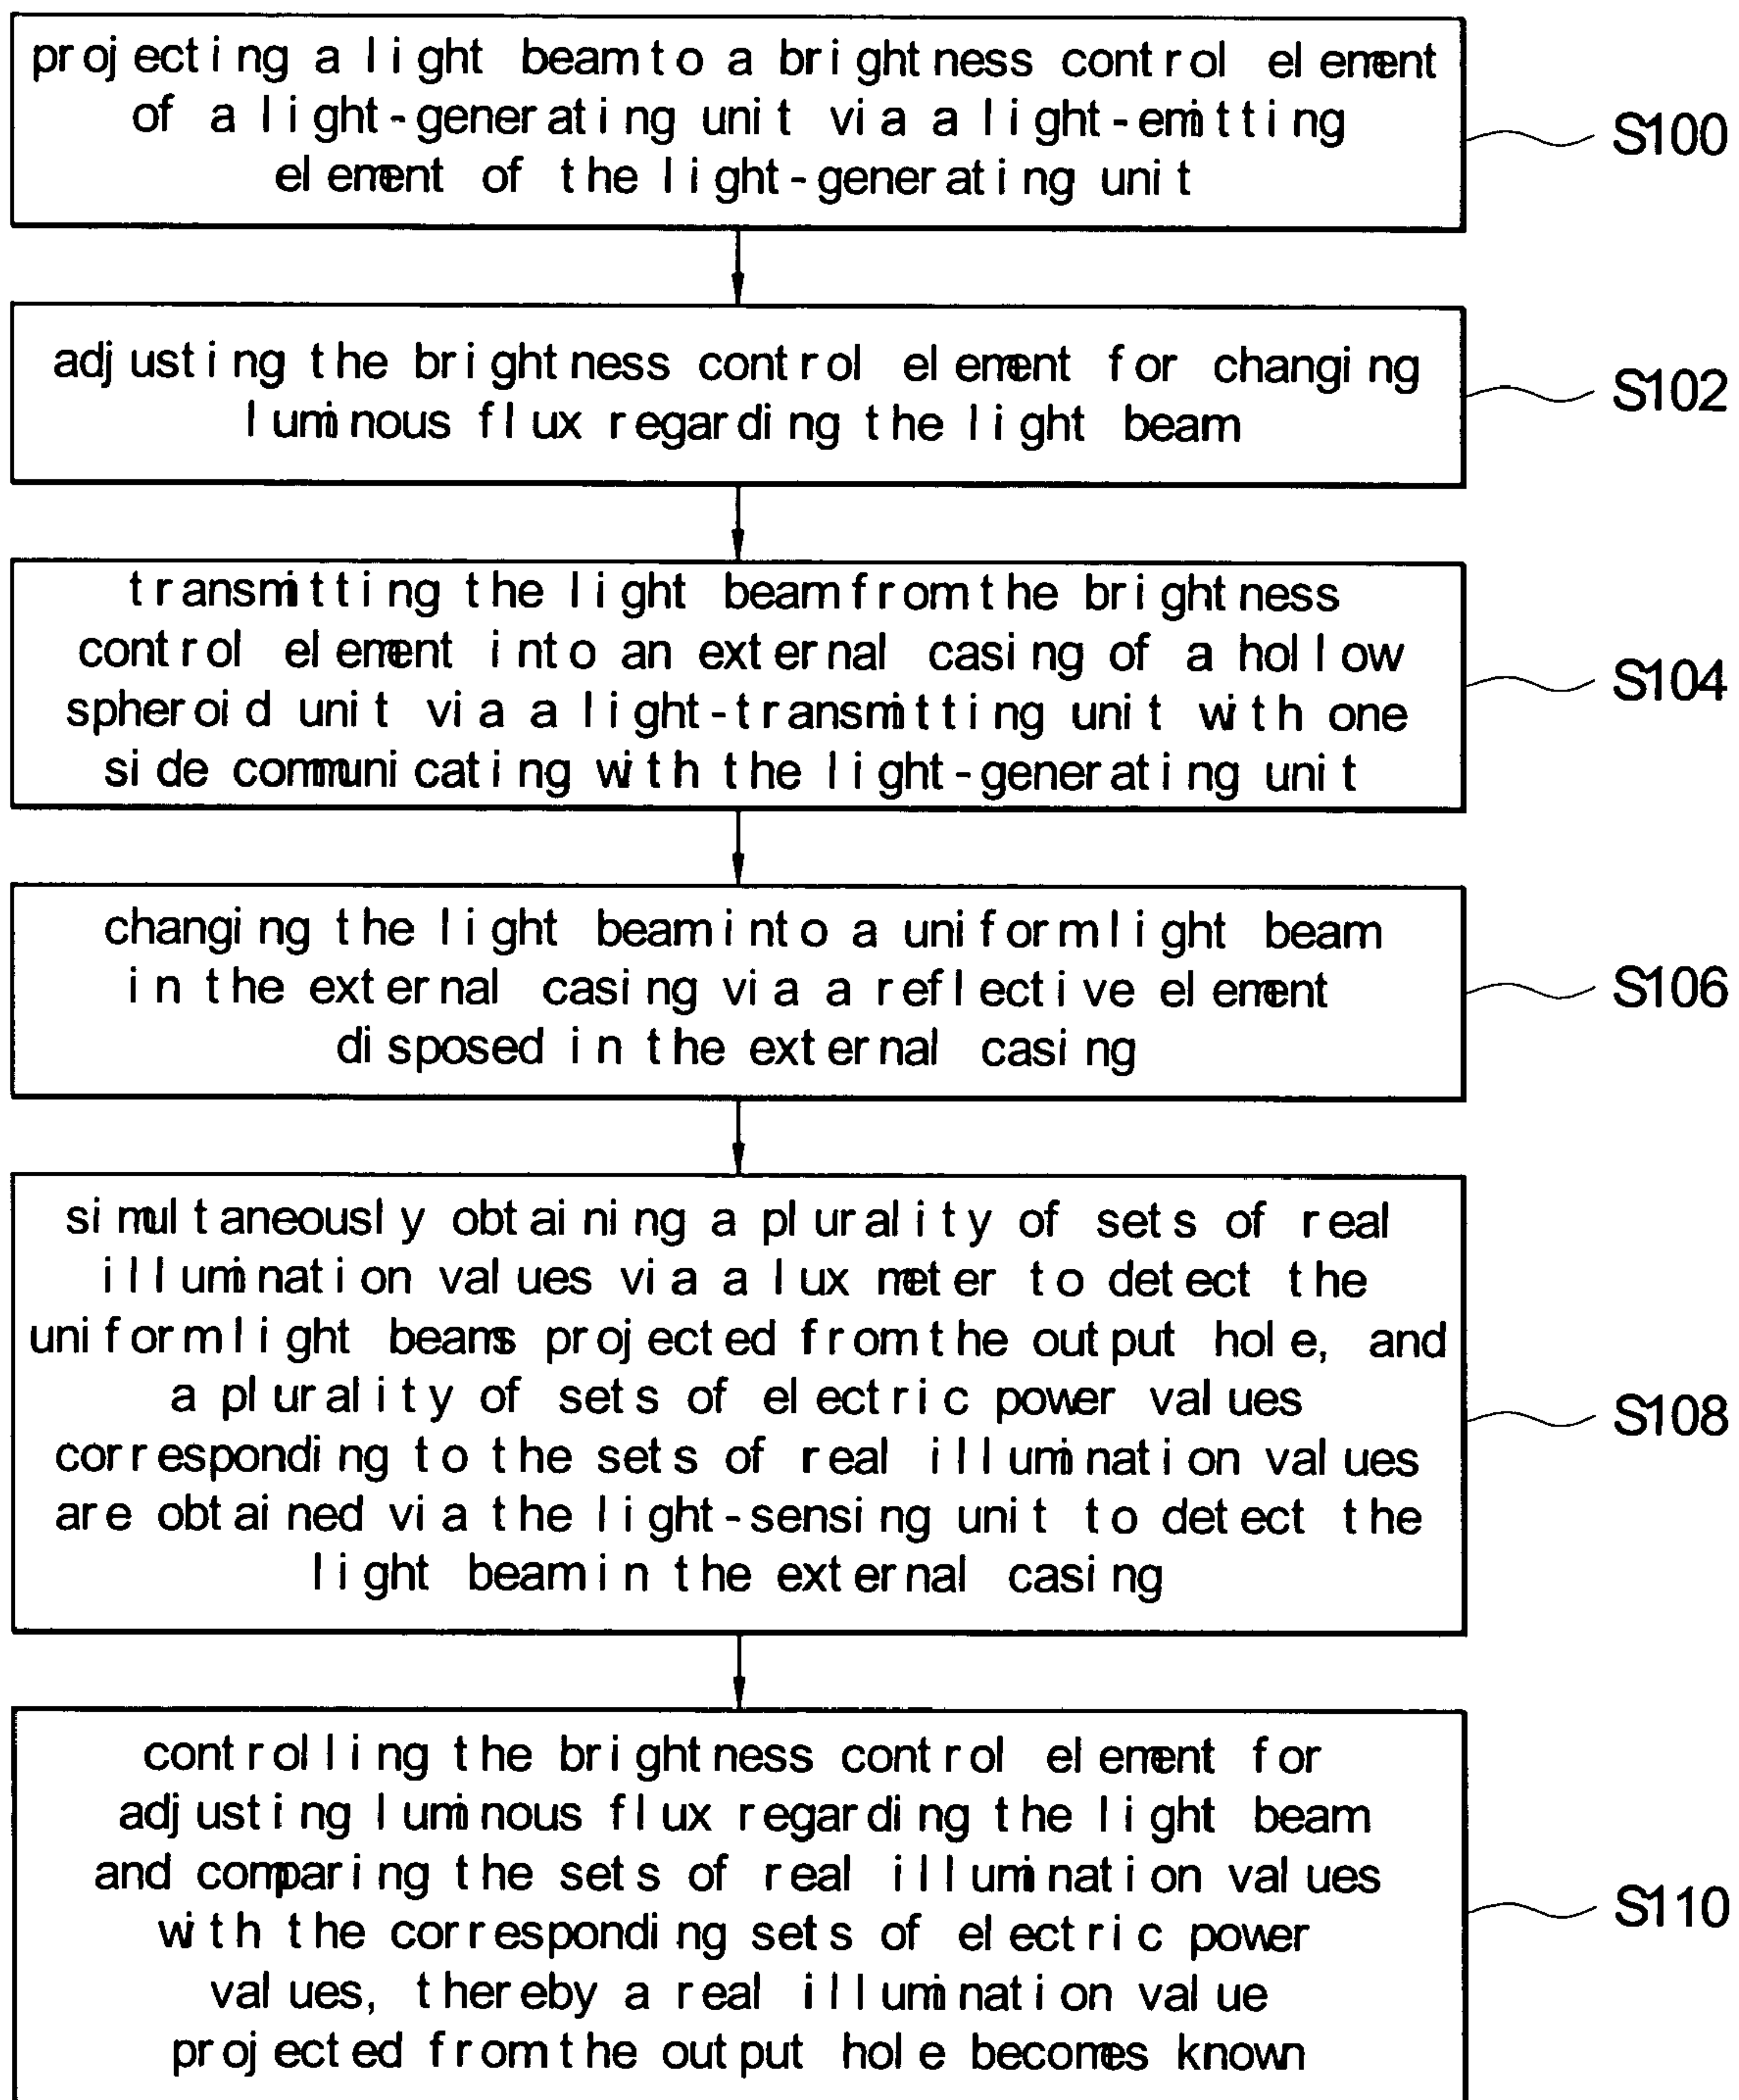 projecting a light beam to a brightness control element
of a light-generating unit via a light-emitting
element of the light-generating unit
S100
adjusting the brightness control element for changing
luminous flux regarding the light beam
S102
transmitting the light beam from the brightness
control element into an external casing of a hollow
spheroid unit via a light-transmitting unit with one
side communicating with the light-generating unit
S104
changing the light beam into a uniform light beam
in the external casing via a reflective element
disposed in the external casing
S106
simultaneously obtaining a plurality of sets of real
illumination values via a lux meter to detect the
uniform light beams projected from the output hole, and
a plurality of sets of electric power values
corresponding to the sets of real illumination values
are obtained via the light-sensing unit to detect the
light beam in the external casing
S108
controlling the brightness control element for
adjusting luminous flux regarding the light beam
and comparing the sets of real illumination values
with the corresponding sets of electric power
values, thereby a real illumination value
projected from the output hole becomes known
S110